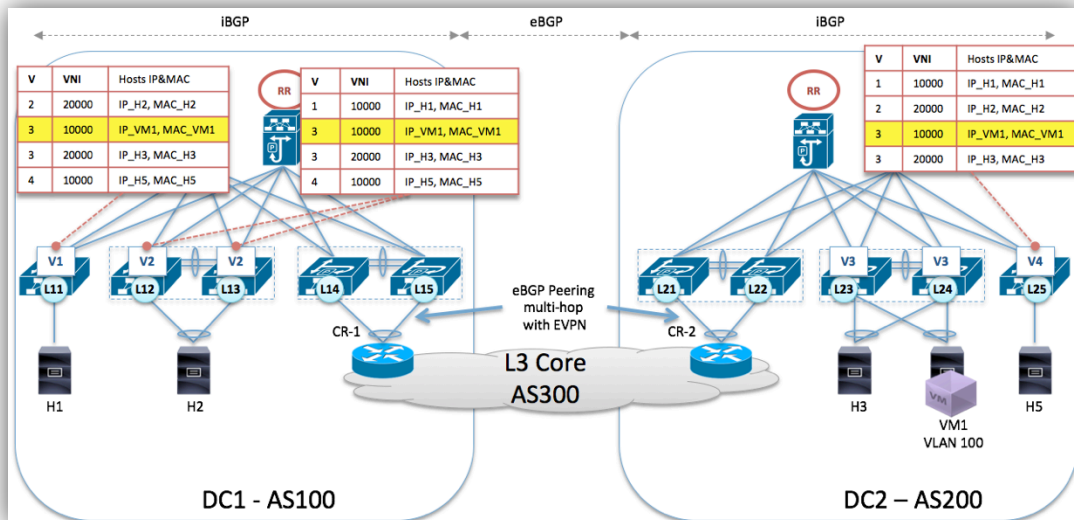 iBGP
eBGP
iBGP
V VNI Hosts IP&MAC
2 20000 IP_H2, MAC_H2
3 10000 IP_VM1, MAC_VM1
3 20000 IP_H3, MAC_H3
4 10000 IP_H5, MAC_H5
RR
V VNI Hosts IP&MAC
1 10000 IP_H1, MAC_H1
3 10000 IP_VM1, MAC_VM1
3 20000 IP_H3, MAC_H3
4 10000 IP_H5, MAC_H5
RR
V VNI Hosts IP&MAC
1 10000 IP_H1, MAC_H1
2 20000 IP_H2, MAC_H2
3 10000 IP_VM1, MAC_VM1
3 20000 IP_H3, MAC_H3
P
P
V1
V2
V2
V3
V3
V4
L11
L12
L13
L14
L15
L21
L22
L23
L24
L25
eBGP Peering
multi-hop
with EVPN
CR-1
CR-2
L3 Core
AS300
H1
H2
H3
VM
VM1
VLAN 100
H5
DC1 - AS100
DC2 – AS200